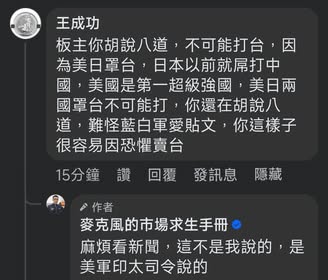 王成功
板主你胡說八道，不可能打台，因
為美日罩台，日本以前就屌打中
國，美國是第一超級強國，美日兩
國罩台不可能打，你還在胡說八
道，難怪藍白軍愛貼文，你這樣子
很容易因恐懼賣台
15分鐘 讚 回覆 發訊息 隱藏
作者
麥克風的市場求生手冊
麻煩看新聞，這不是我說的，是
美軍印太司令說的